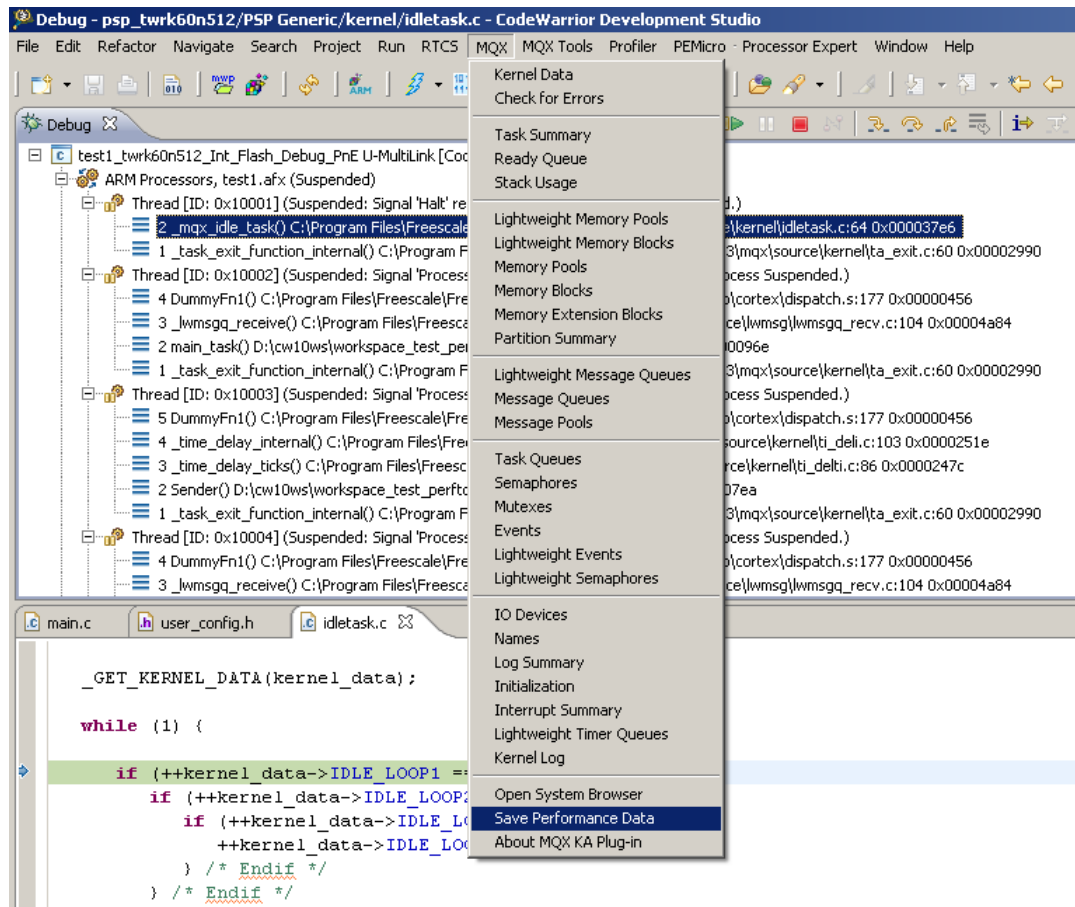 Debug - psp_twrk60n512/PSP Generic/kernel/idletask.c - CodeWarrior Development Studio
File Edit Refactor Navigate Search Project Run RTCS MQX MQX Tools Profiler PEMicro Processor Expert Window Help
Kernel Data
Check for Errors
Task Summary
Ready Queue
Stack Usage
Lightweight Memory Pools
Lightweight Memory Blocks
Memory Pools
Memory Blocks
Memory Extension Blocks
Partition Summary
Lightweight Message Queues
Message Queues
Message Pools
Task Queues
Semaphores
Mutexes
Events
Lightweight Events
Lightweight Semaphores
IO Devices
Names
Log Summary
Initialization
Interrupt Summary
Lightweight Timer Queues
Kernel Log
Open System Browser
Save Performance Data
About MQX KA Plug-in
Debug
test1_twrk60n512_Int_Flash_Debug_PnE U-MultiLink [Coc
ARM Processors, test1.afx (Suspended)
Thread [ID: 0x10001] (Suspended: Signal 'Halt' re d.)
2 _mqx_idle_task() C:\Program Files\Freescale e\kernel\idletask.c:64 0x000037e6
1 _task_exit_function_internal() C:\Program F 3\mqx\source\kernel\ta_exit.c:60 0x00002990
Thread [ID: 0x10002] (Suspended: Signal 'Process ocess Suspended.)
4 DummyFn1() C:\Program Files\Freescale\Fre o\cortex\dispatch.s:177 0x00000456
3 _lwmsgq_receive() C:\Program Files\Freesca ce\lwmsg\lwmsgq_recv.c:104 0x00004a84
2 main_task() D:\cw10ws\workspace_test_per 0096e
1 _task_exit_function_internal() C:\Program F 3\mqx\source\kernel\ta_exit.c:60 0x00002990
Thread [ID: 0x10003] (Suspended: Signal 'Process ocess Suspended.)
5 DummyFn1() C:\Program Files\Freescale\Fre o\cortex\dispatch.s:177 0x00000456
4 _time_delay_internal() C:\Program Files\Free source\kernel\ti_deli.c:103 0x0000251e
3 _time_delay_ticks() C:\Program Files\Freesc rce\kernel\ti_delti.c:86 0x0000247c
2 Sender() D:\cw10ws\workspace_test_perfto 07ea
1 _task_exit_function_internal() C:\Program F 3\mqx\source\kernel\ta_exit.c:60 0x00002990
Thread [ID: 0x10004] (Suspended: Signal 'Process ocess Suspended.)
4 DummyFn1() C:\Program Files\Freescale\Fre o\cortex\dispatch.s:177 0x00000456
3 _lwmsgq_receive() C:\Program Files\Freesca ce\lwmsg\lwmsgq_recv.c:104 0x00004a84
main.c user_config.h idletask.c
_GET_KERNEL_DATA(kernel_data);
while (1) {
if (++kernel_data->IDLE_LOOP1 ==
if (++kernel_data->IDLE_LOOP2
if (++kernel_data->IDLE_LO
++kernel_data->IDLE_LOO
} /* Endif */
} /* Endif */